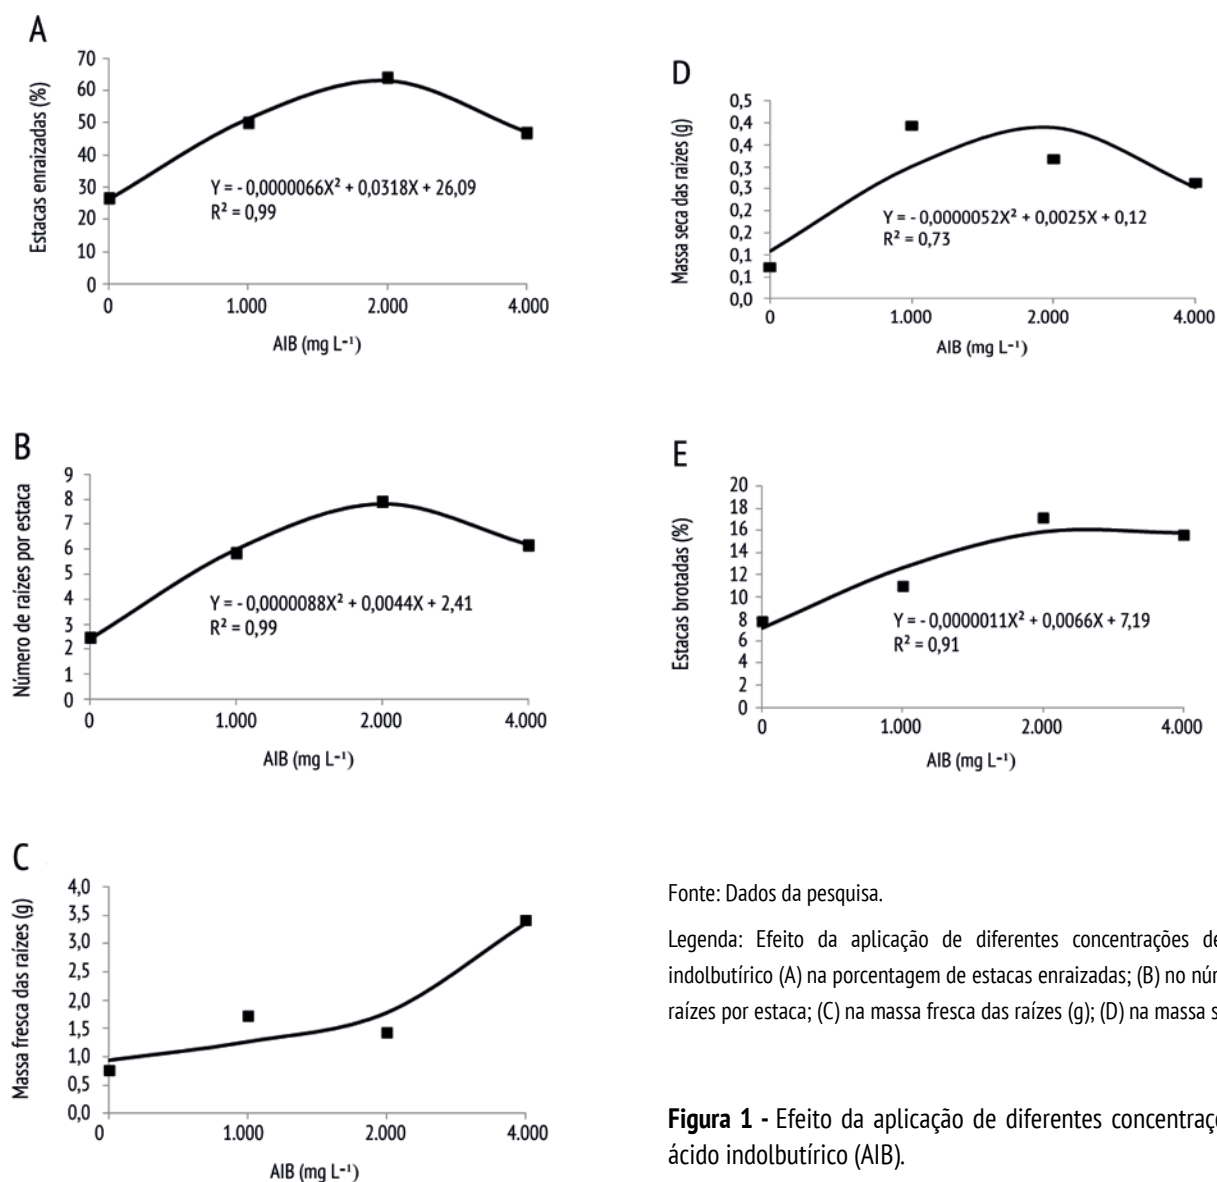 A
Estacas enraizadas (%)
70
60
50
40
30
20
10
0
Y = - 0,0000066X² + 0,0318X + 26,09
R² = 0,99
0 1.000 2.000 4.000
AIB (mg L⁻¹)
D
Massa seca das raízes (g)
0,5
0,4
0,4
0,3
0,3
0,2
0,2
0,1
0,1
0,0
Y = - 0,0000052X² + 0,0025X + 0,12
R² = 0,73
0 1.000 2.000 4.000
AIB (mg L⁻¹)
B
Número de raízes por estaca
9
8
7
6
5
4
3
2
1
0
Y = - 0,0000088X² + 0,0044X + 2,41
R² = 0,99
0 1.000 2.000 4.000
AIB (mg L⁻¹)
E
Estacas brotadas (%)
20
18
16
14
12
10
8
6
4
2
0
Y = - 0,0000011X² + 0,0066X + 7,19
R² = 0,91
0 1.000 2.000 4.000
AIB (mg L⁻¹)
C
Massa fresca das raízes (g)
4,0
3,5
3,0
2,5
2,0
1,5
1,0
0,5
0,0
0 1.000 2.000 4.000
AIB (mg L⁻¹)
Fonte: Dados da pesquisa.
Legenda: Efeito da aplicação de diferentes concentrações de
indolbutírico (A) na porcentagem de estacas enraizadas; (B) no núm
raízes por estaca; (C) na massa fresca das raízes (g); (D) na massa s
Figura 1 - Efeito da aplicação de diferentes concentraç
ácido indolbutírico (AIB).